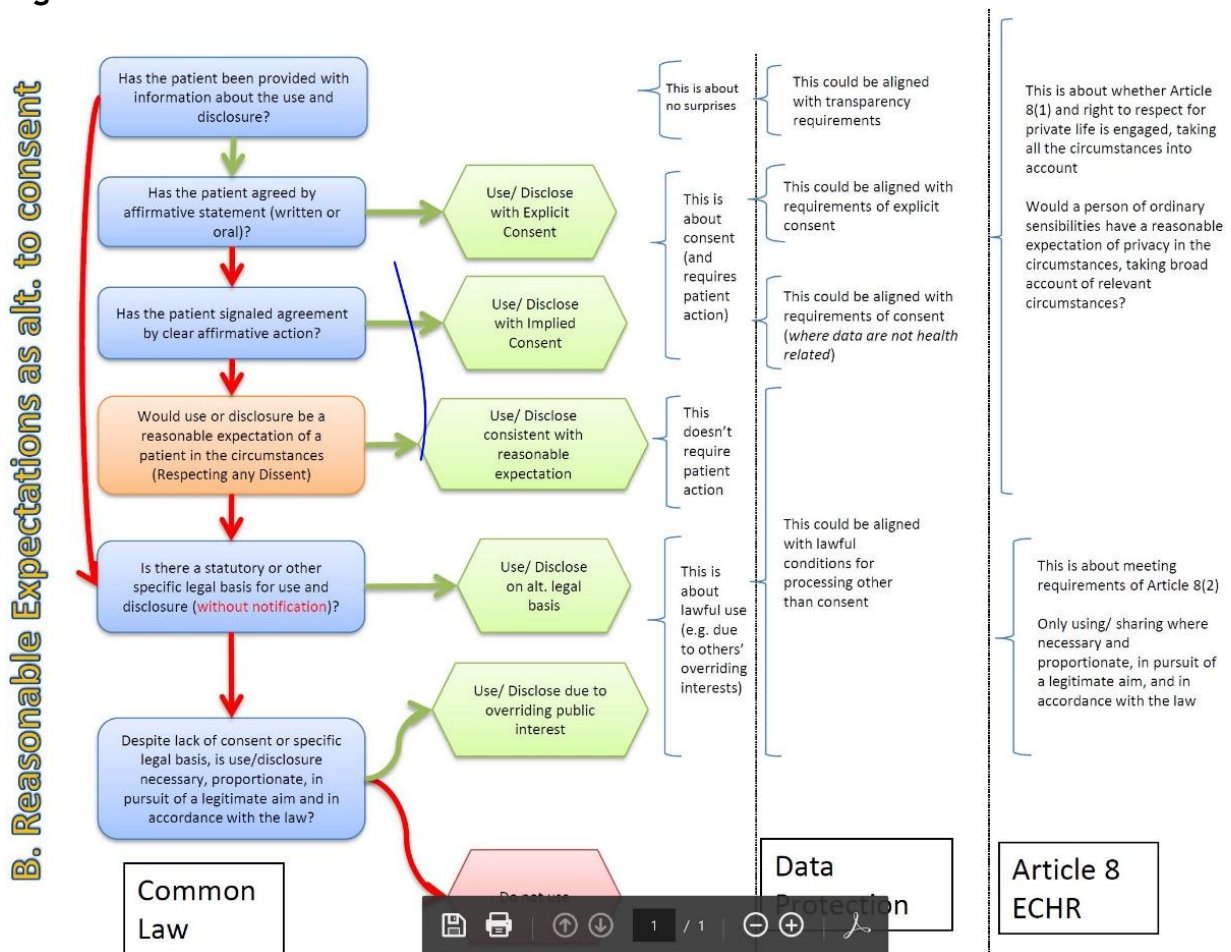 B. Reasonable Expectations as alt. to consent
Has the patient been provided with
information about the use and
disclosure?
This is about
no surprises
This could be aligned
with transparency
requirements
This is about whether Article
8(1) and right to respect for
private life is engaged, taking
all the circumstances into
account
Would a person of ordinary
sensibilities have a reasonable
expectation of privacy in the
circumstances, taking broad
account of relevant
circumstances?
Has the patient agreed by
affirmative statement (written or
oral)?
Use/ Disclose
with Explicit
Consent
This is
about
consent
(and
requires
patient
action)
This could be aligned with
requirements of explicit
consent
Has the patient signaled agreement
by clear affirmative action?
Use/ Disclose
with Implied
Consent
This could be aligned with
requirements of consent
(where data are not health
related)
Would use or disclosure be a
reasonable expectation of a
patient in the circumstances
(Respecting any Dissent)
Use/ Disclose
consistent with
reasonable
expectation
This
doesn't
require
patient
action
This could be aligned
with lawful
conditions for
processing other
than consent
Is there a statutory or other
specific legal basis for use and
disclosure (without notification)?
Use/ Disclose
on alt. legal
basis
This is
about
lawful use
(e.g. due
to others'
overriding
interests)
This is about meeting
requirements of Article 8(2)
Only using/ sharing where
necessary and
proportionate, in pursuit of
a legitimate aim, and in
accordance with the law
Use/ Disclose due to
overriding public
interest
Despite lack of consent or specific
legal basis, is use/disclosure
necessary, proportionate, in
pursuit of a legitimate aim and in
accordance with the law?
Do not use
Common
Law
Data
Protection
Article 8
ECHR
1 / 1